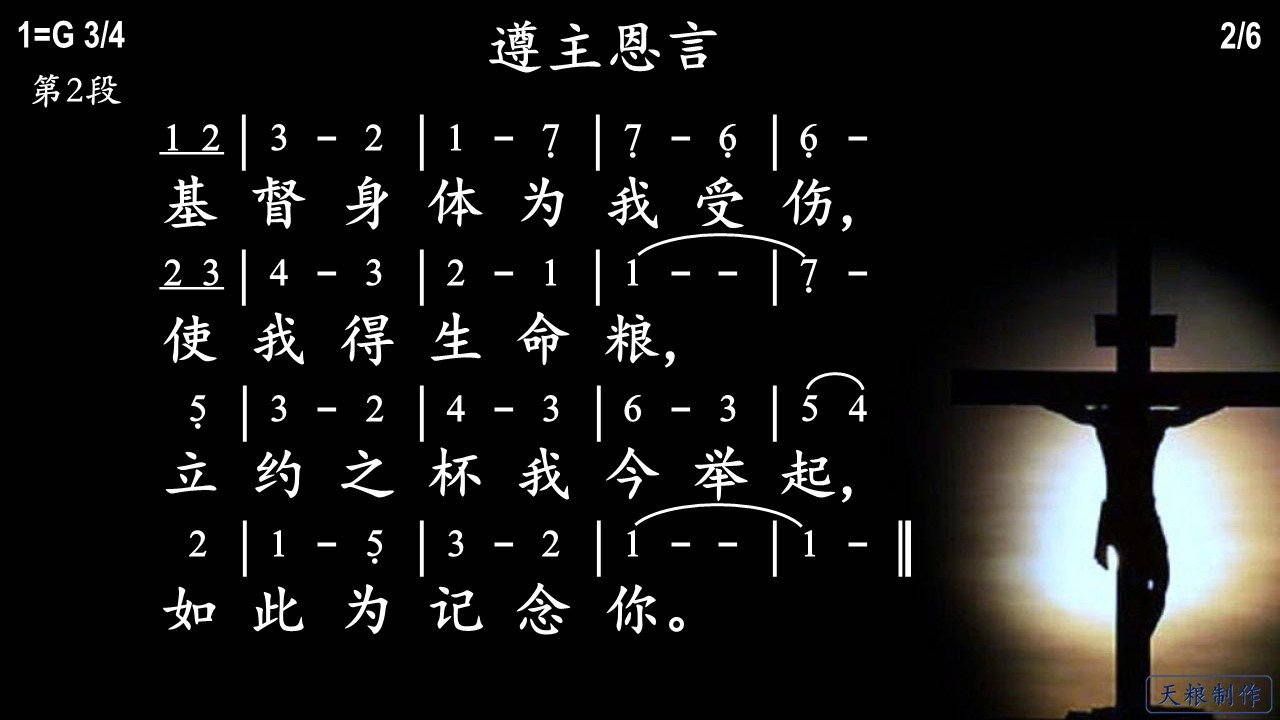 1=G 3/4
遵主恩言
2/6
第2段
1 2 | 3 - 2 | 1 - 7̣ | 7̣ - 6̣ | 6̣ -
基督身体为我受伤,
2 3 | 4 - 3 | 2 - 1 | 1 - - | 7̣ -
使我得生命粮,
5̣ | 3 - 2 | 4 - 3 | 6 - 3 | 5 4
立约之杯我今举起,
2 | 1 - 5̣ | 3 - 2 | 1 - - | 1 - ‖
如此为记念你。
天粮制作